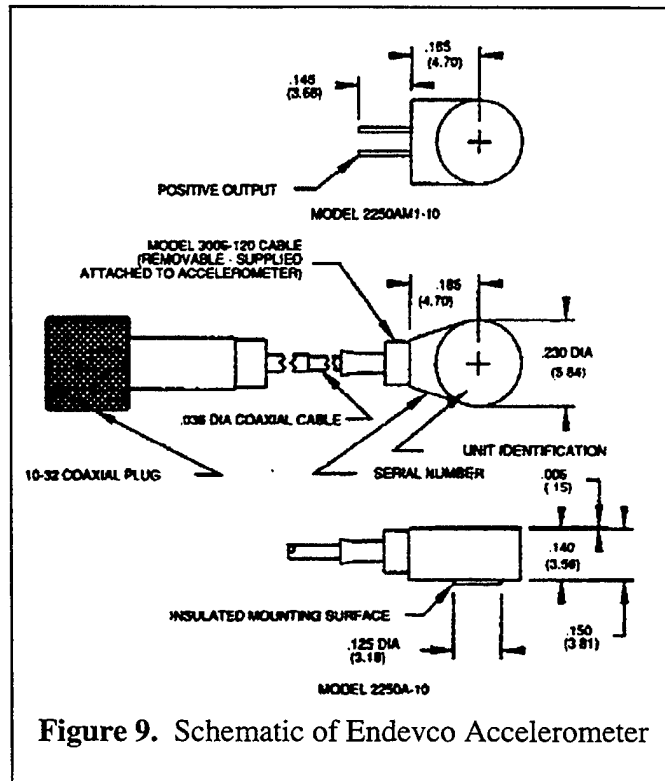 .185
(4.70)
.145
(3.68)
POSITIVE OUTPUT
MODEL 2250AM1-10
MODEL 3006-120 CABLE
(REMOVABLE - SUPPLIED
ATTACHED TO ACCELEROMETER)
.185
(4.70)
.230 DIA
(5.84)
.036 DIA COAXIAL CABLE
UNIT IDENTIFICATION
10-32 COAXIAL PLUG
SERIAL NUMBER
.006
(.15)
.140
(3.56)
INSULATED MOUNTING SURFACE
.125 DIA
(3.18)
.150
(3.81)
MODEL 2250A-10
Figure 9. Schematic of Endevco Accelerometer